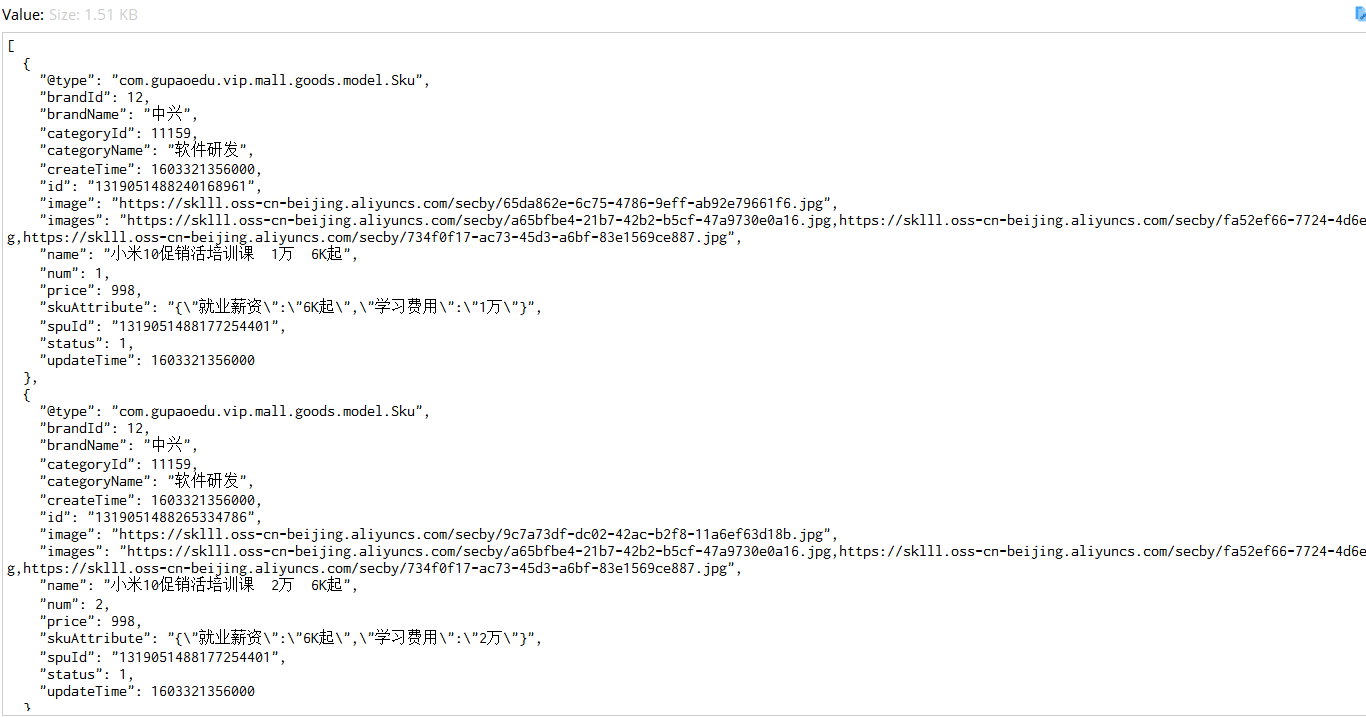 Value: Size: 1.51 KB
[
{
"@type": "com.gupaoedu.vip.mall.goods.model.Sku",
"brandId": 12,
"brandName": "中兴",
"categoryId": 11159,
"categoryName": "软件研发",
"createTime": 1603321356000,
"id": "1319051488240168961",
"image": "https://sklll.oss-cn-beijing.aliyuncs.com/secby/65da862e-6c75-4786-9eff-ab92e79661f6.jpg",
"images": "https://sklll.oss-cn-beijing.aliyuncs.com/secby/a65bfbe4-21b7-42b2-b5cf-47a9730e0a16.jpg,https://sklll.oss-cn-beijing.aliyuncs.com/secby/fa52ef66-7724-4d6e
g,https://sklll.oss-cn-beijing.aliyuncs.com/secby/734f0f17-ac73-45d3-a6bf-83e1569ce887.jpg",
"name": "小米10促销活培训课  1万  6K起",
"num": 1,
"price": 998,
"skuAttribute": "{\"就业薪资\":\"6K起\",\"学习费用\":\"1万\"}",
"spuId": "1319051488177254401",
"status": 1,
"updateTime": 1603321356000
},
{
"@type": "com.gupaoedu.vip.mall.goods.model.Sku",
"brandId": 12,
"brandName": "中兴",
"categoryId": 11159,
"categoryName": "软件研发",
"createTime": 1603321356000,
"id": "1319051488265334786",
"image": "https://sklll.oss-cn-beijing.aliyuncs.com/secby/9c7a73df-dc02-42ac-b2f8-11a6ef63d18b.jpg",
"images": "https://sklll.oss-cn-beijing.aliyuncs.com/secby/a65bfbe4-21b7-42b2-b5cf-47a9730e0a16.jpg,https://sklll.oss-cn-beijing.aliyuncs.com/secby/fa52ef66-7724-4d6e
g,https://sklll.oss-cn-beijing.aliyuncs.com/secby/734f0f17-ac73-45d3-a6bf-83e1569ce887.jpg",
"name": "小米10促销活培训课  2万  6K起",
"num": 2,
"price": 998,
"skuAttribute": "{\"就业薪资\":\"6K起\",\"学习费用\":\"2万\"}",
"spuId": "1319051488177254401",
"status": 1,
"updateTime": 1603321356000
}